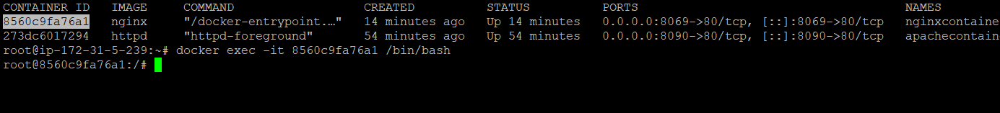 CONTAINER ID   IMAGE     COMMAND                  CREATED          STATUS          PORTS                                     NAMES
8560c9fa76a1   nginx     "/docker-entrypoint.…"   14 minutes ago   Up 14 minutes   0.0.0.0:8069->80/tcp, [::]:8069->80/tcp   nginxcontaine
273dc6017294   httpd     "httpd-foreground"       54 minutes ago   Up 54 minutes   0.0.0.0:8090->80/tcp, [::]:8090->80/tcp   apachecontain
root@ip-172-31-5-239:~# docker exec -it 8560c9fa76a1 /bin/bash
root@8560c9fa76a1:/#